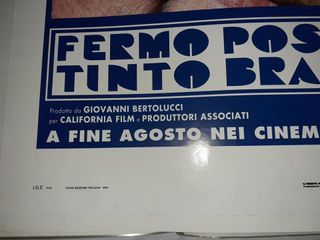 FERMO POS
TINTO BRA
Prodotto da GIOVANNI BERTOLUCCI
per CALIFORNIA FILM e PRODUTTORI ASSOCIATI
A FINE AGOSTO NEI CINEM
I.G.E.